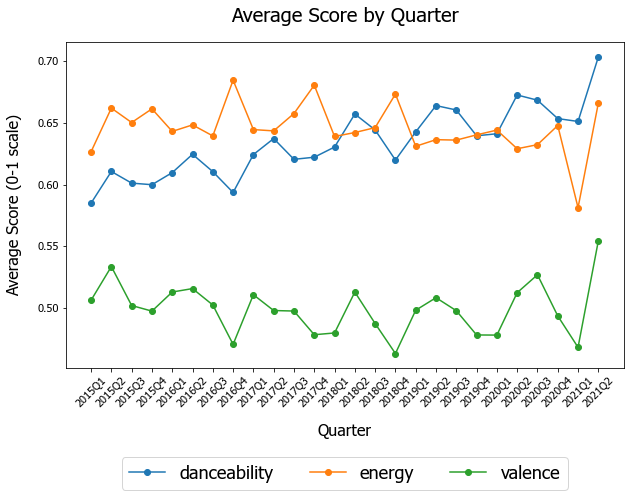 Average Score by Quarter
Average Score (0-1 scale)
0.70
0.65
0.60
0.55
0.50
2015Q1 2015Q2 2015Q3 2015Q4 2016Q1 2016Q2 2016Q3 2016Q4 2017Q1 2017Q2 2017Q3 2017Q4 2018Q1 2018Q2 2018Q3 2018Q4 2019Q1 2019Q2 2019Q3 2019Q4 2020Q1 2020Q2 2020Q3 2020Q4 2021Q1 2021Q2
Quarter
danceability energy valence